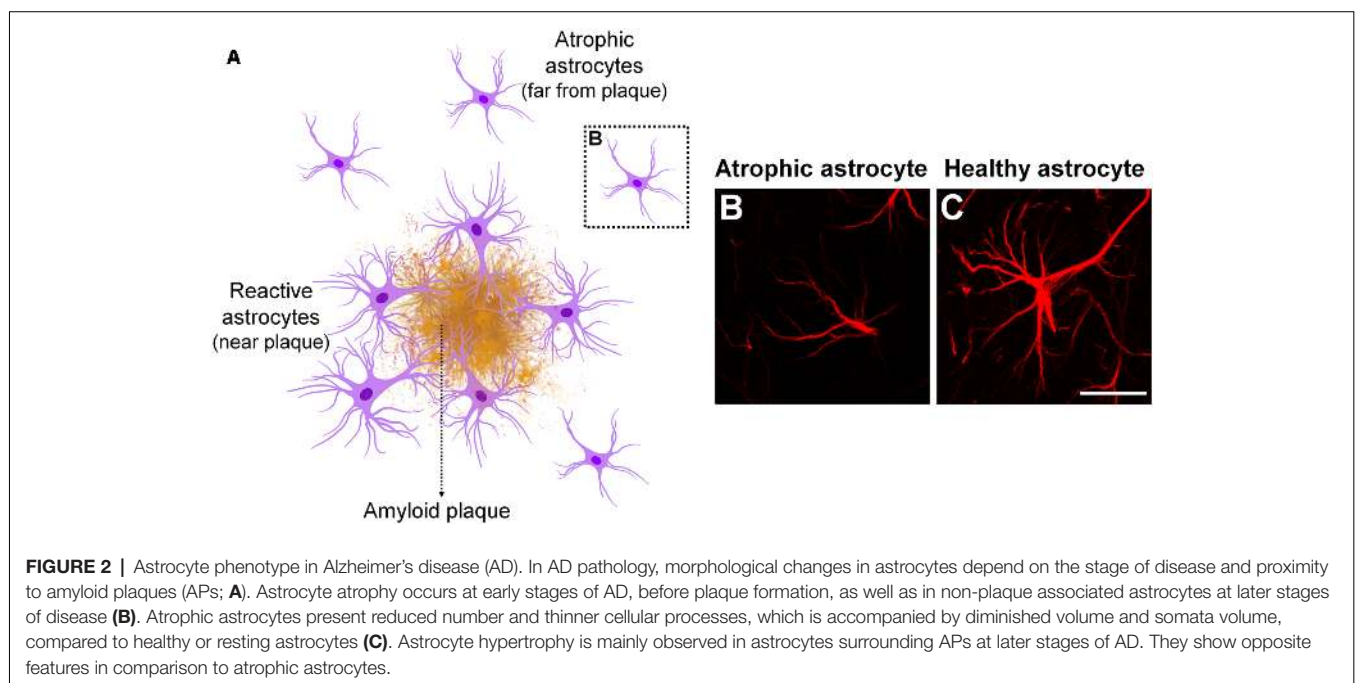 A
Atrophic
astrocytes
(far from plaque)
B
Atrophic astrocyte
Healthy astrocyte
B
C
Reactive
astrocytes
(near plaque)
Amyloid plaque
FIGURE 2 | Astrocyte phenotype in Alzheimer's disease (AD). In AD pathology, morphological changes in astrocytes depend on the stage of disease and proximity
to amyloid plaques (APs; A). Astrocyte atrophy occurs at early stages of AD, before plaque formation, as well as in non-plaque associated astrocytes at later stages
of disease (B). Atrophic astrocytes present reduced number and thinner cellular processes, which is accompanied by diminished volume and somata volume,
compared to healthy or resting astrocytes (C). Astrocyte hypertrophy is mainly observed in astrocytes surrounding APs at later stages of AD. They show opposite
features in comparison to atrophic astrocytes.